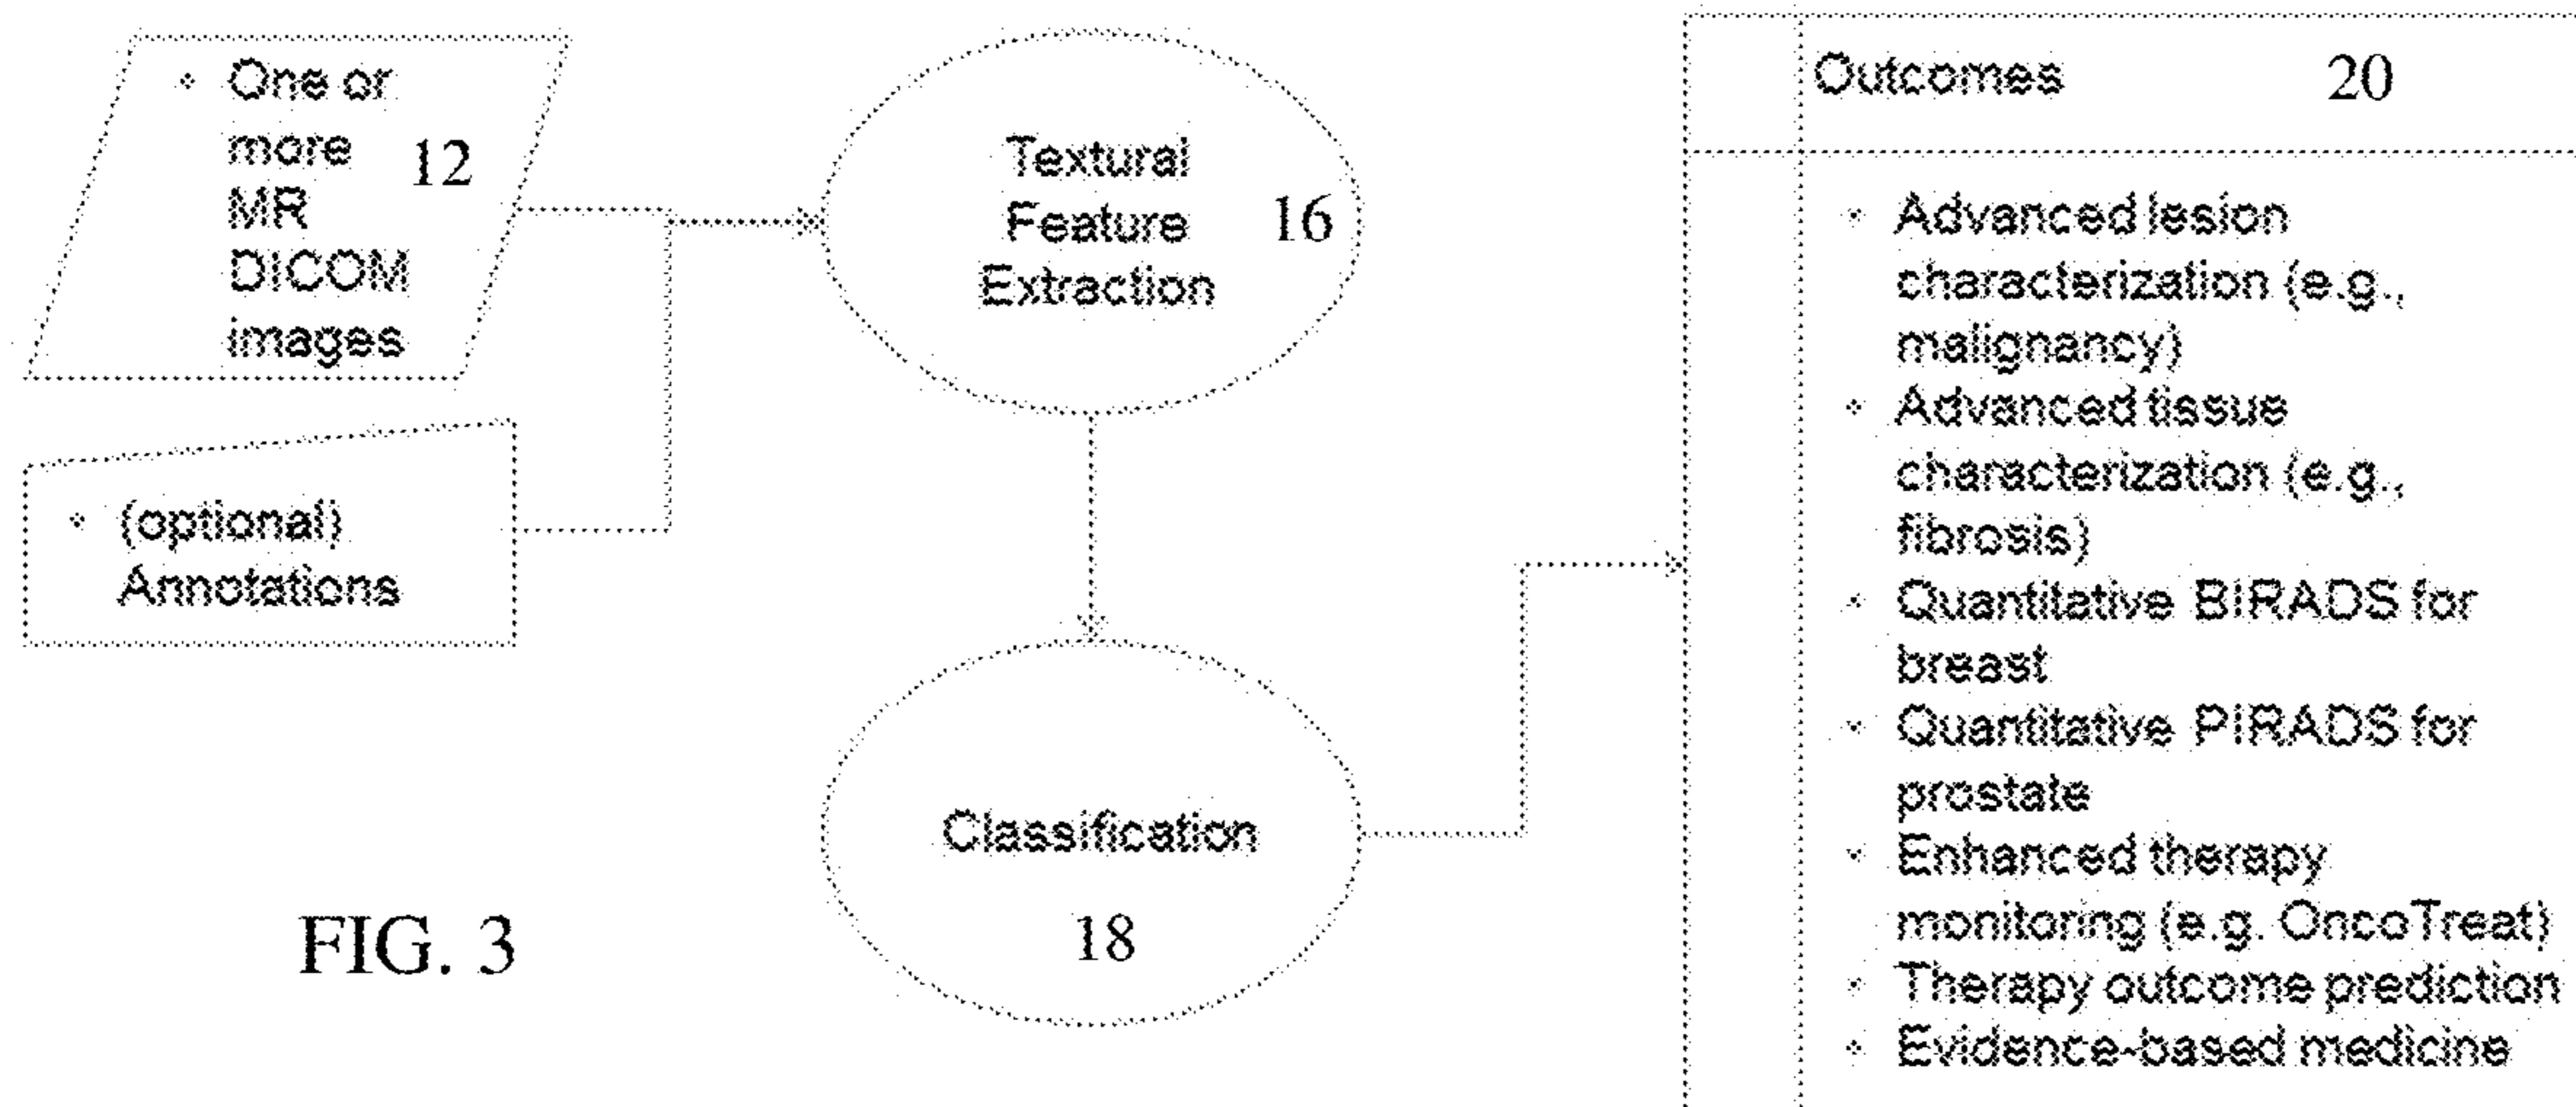 • One or
more
12
MR
DICOM
images
• (optional)
Annotations
Textural
Feature
16
Extraction
Classification
18
FIG. 3
Outcomes 20
• Advanced lesion
characterization (e.g.,
malignancy)
• Advanced tissue
characterization (e.g.,
fibrosis)
• Quantitative BIRADS for
breast
• Quantitative PIRADS for
prostate
• Enhanced therapy
monitoring (e.g. OncoTreat)
• Therapy outcome prediction
• Evidence-based medicine